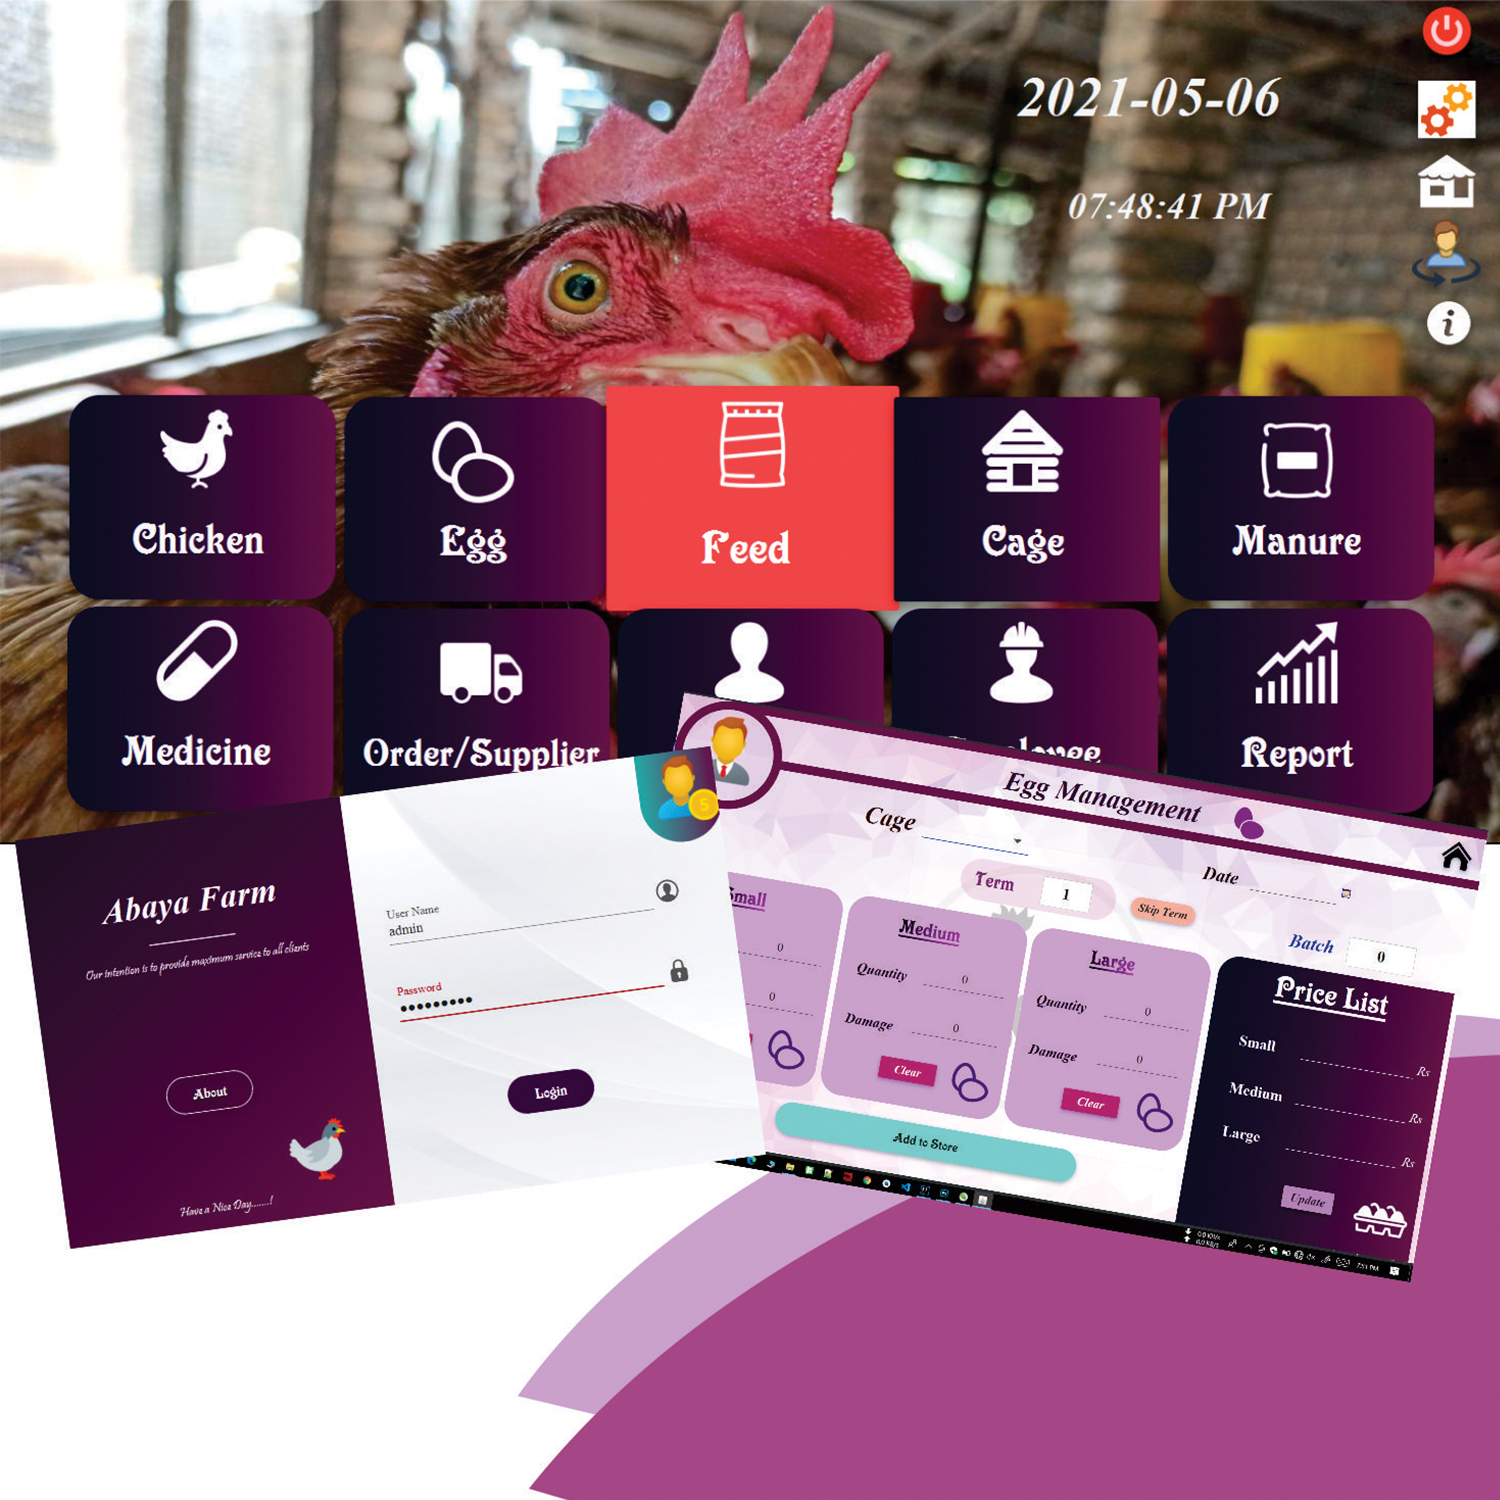 2021-05-06
07:48:41 PM
Chicken
Egg
Feed
Cage
Manure
Medicine
Order/Supplier
Report
Abaya Farm
Our intention is to provide maximum service to all clients
About
Have a Nice Day.......!
User Name
admin
Password
Login
5
Egg Management
Cage
Date
Term
1
Skip Term
Batch
0
Small
0
0
Medium
Quantity
0
Damage
0
Clear
Large
Quantity
0
Damage
0
Clear
Add to Store
Price List
Small
Rs
Medium
Rs
Large
Rs
Update
7:51 PM